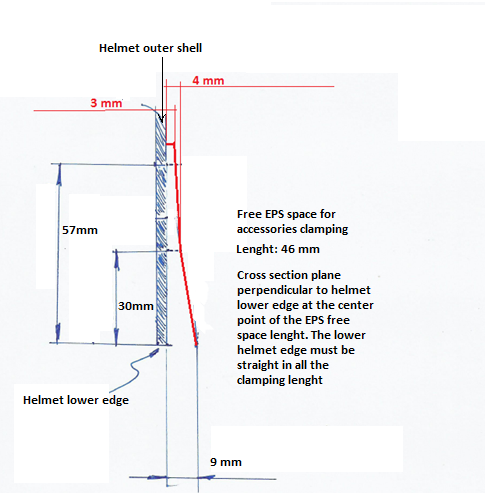 Helmet outer shell
4 mm
3 mm
57mm
30mm
Free EPS space for
accessories clamping
Lenght: 46 mm
Cross section plane
perpendicular to helmet
lower edge at the center
point of the EPS free
space lenght. The lower
helmet edge must be
straight in all the
clamping lenght
Helmet lower edge
9 mm